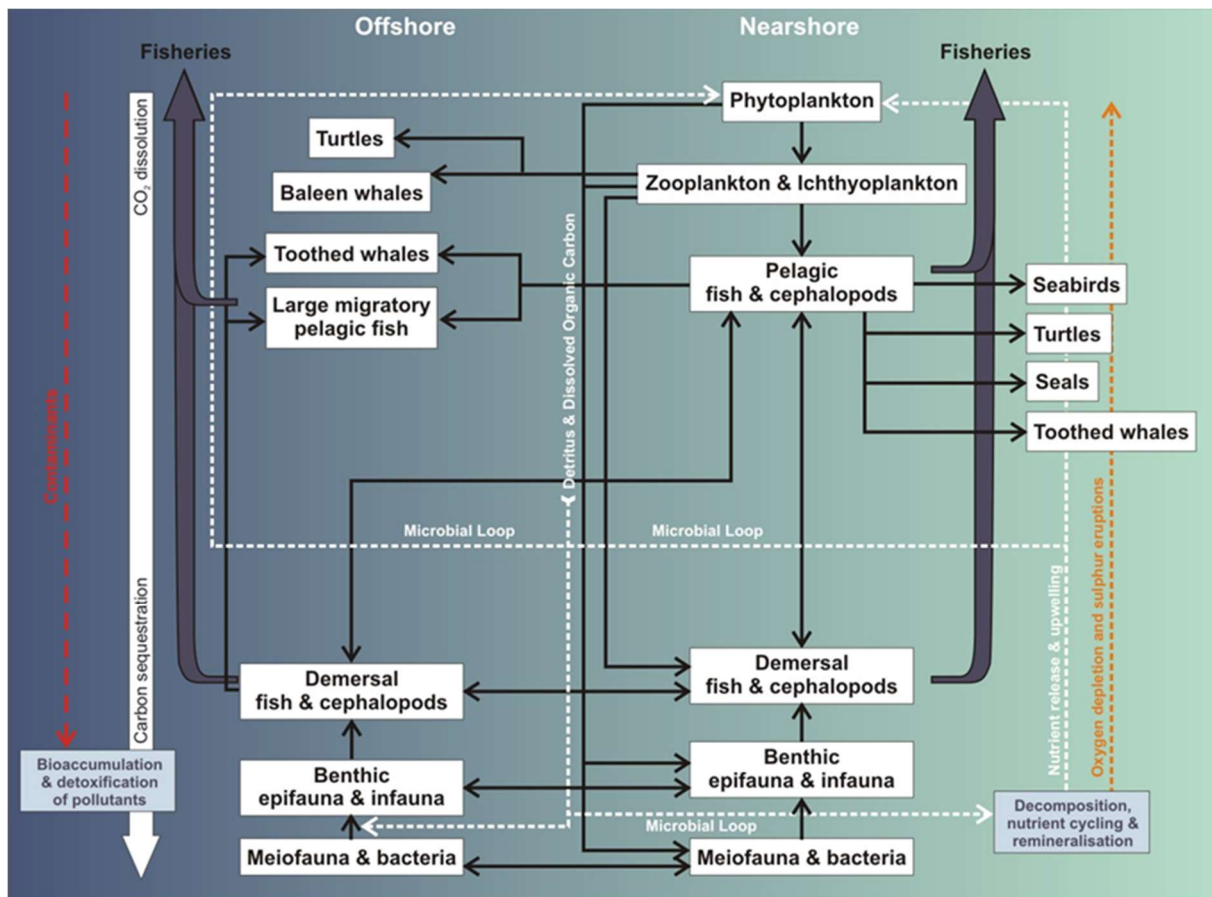 Offshore
Nearshore
Fisheries
Fisheries
Phytoplankton
Turtles
Zooplankton & Ichthyoplankton
Baleen whales
CO₂ dissolution
Toothed whales
Pelagic
fish & cephalopods
Seabirds
Large migratory
pelagic fish
Turtles
Seals
Toothed whales
Detritus & Dissolved Organic Carbon
Contaminants
Microbial Loop
Microbial Loop
Carbon sequestration
Nutrient release & upwelling
Oxygen depletion and sulphur eruptions
Demersal
fish & cephalopods
Demersal
fish & cephalopods
Bioaccumulation
& detoxification
of pollutants
Benthic
epifauna & infauna
Benthic
epifauna & infauna
Decomposition,
nutrient cycling &
remineralisation
Microbial Loop
Meiofauna & bacteria
Meiofauna & bacteria